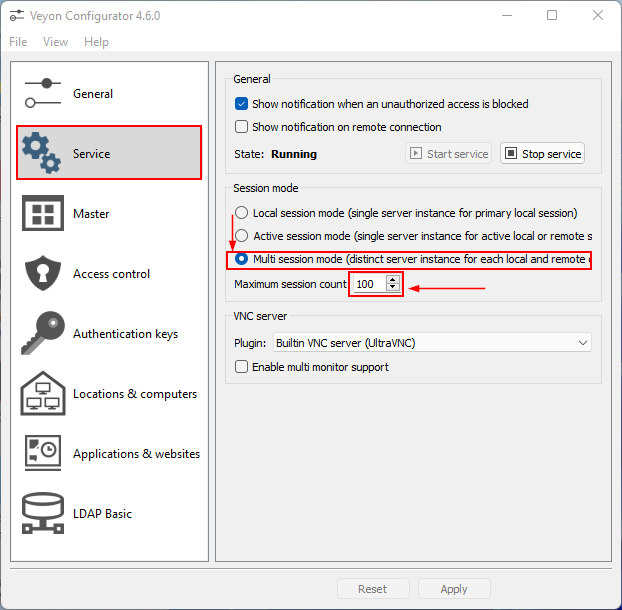 Veyon Configurator 4.6.0
File View Help
General
Service
Master
Access control
Authentication keys
Locations & computers
Applications & websites
LDAP Basic
General
Show notification when an unauthorized access is blocked
Show notification on remote connection
State: Running Start service Stop service
Session mode
Local session mode (single server instance for primary local session)
Active session mode (single server instance for active local or remote s
Multi session mode (distinct server instance for each local and remote
Maximum session count 100
VNC server
Plugin: Builtin VNC server (UltraVNC)
Enable multi monitor support
Reset Apply